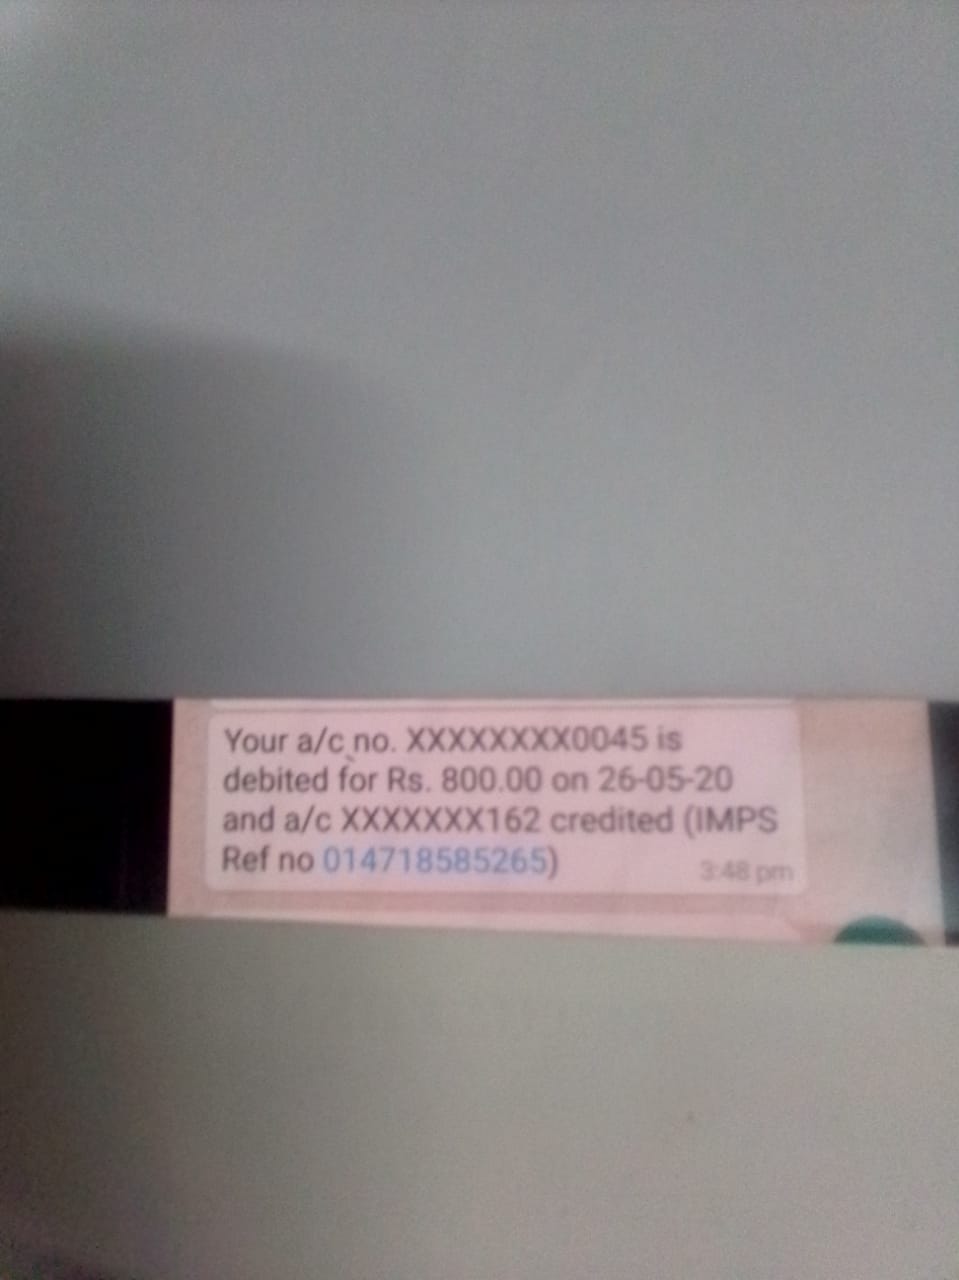 Your a/c no. XXXXXXXX0045 is
debited for Rs. 800.00 on 26-05-20
and a/c XXXXXXX162 credited (IMPS
Ref no 014718585265)
3:48 pm